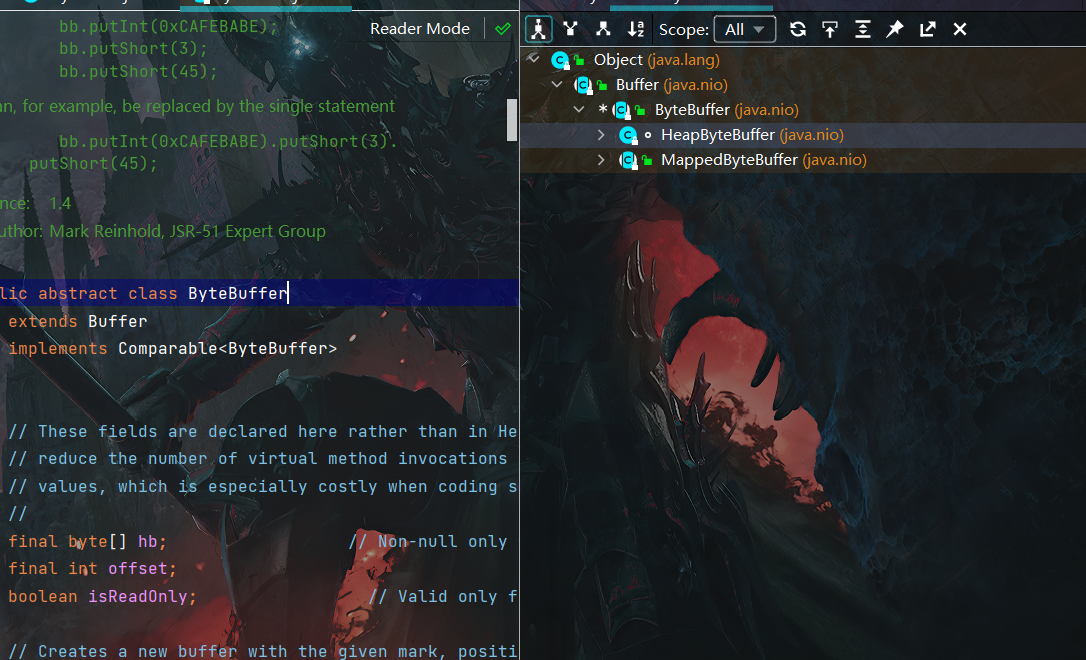 bb.putInt(0xCAFEBABE);
bb.putShort(3);
bb.putShort(45);
an, for example, be replaced by the single statement
bb.putInt(0xCAFEBABE).putShort(3).
putShort(45);
nce: 1.4
uthor: Mark Reinhold, JSR-51 Expert Group
lic abstract class ByteBuffer
extends Buffer
implements Comparable<ByteBuffer>
// These fields are declared here rather than in He
// reduce the number of virtual method invocations
// values, which is especially costly when coding s
//
final byte[] hb; // Non-null only
final int offset;
boolean isReadOnly; // Valid only f
// Creates a new buffer with the given mark, positi
Reader Mode
Scope: All
Object (java.lang)
Buffer (java.nio)
* ByteBuffer (java.nio)
HeapByteBuffer (java.nio)
MappedByteBuffer (java.nio)